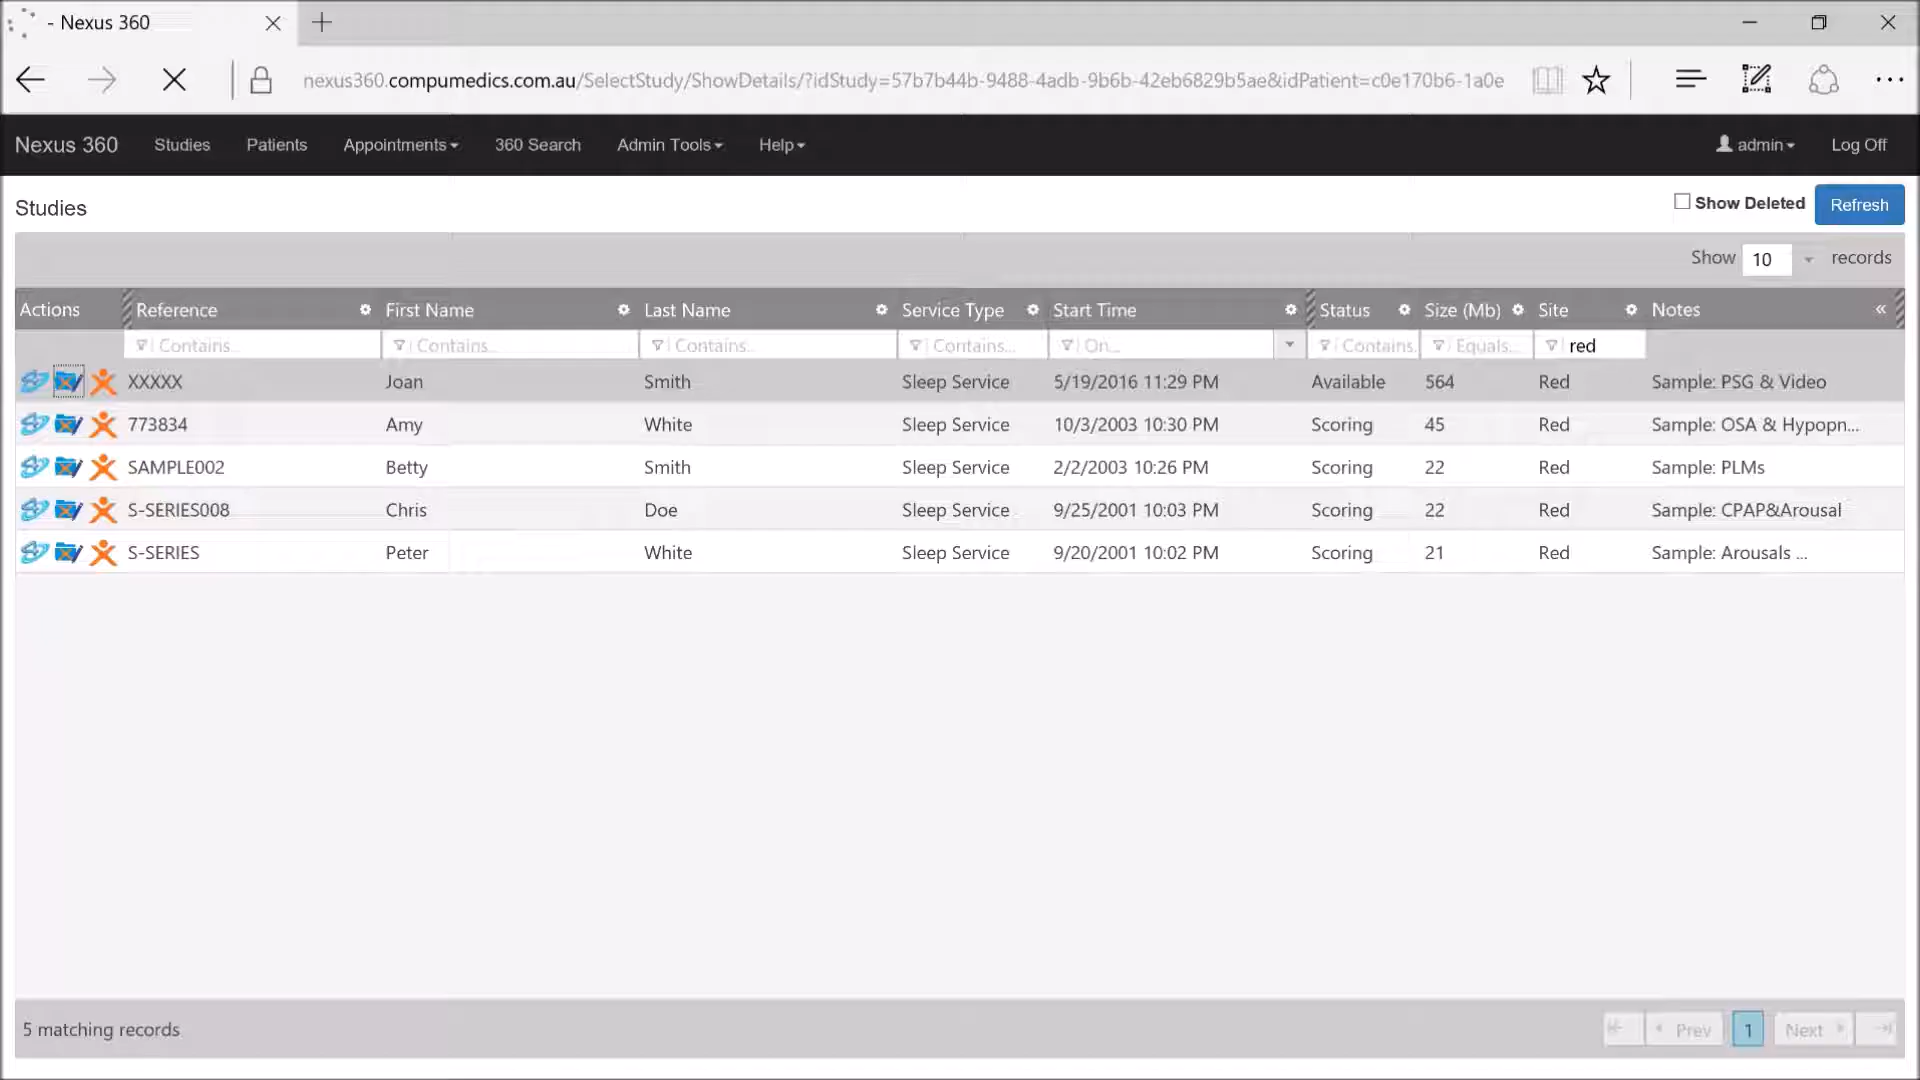 - Nexus 360
nexus360.compumedics.com.au/SelectStudy/ShowDetails/?idStudy=57b7b44b-9488-4adb-9b6b-42eb6829b5ae&idPatient=c0e170b6-1a0e
Nexus 360 Studies Patients Appointments 360 Search Admin Tools Help admin Log Off
Studies Show Deleted Refresh
Show 10 records
Actions Reference First Name Last Name Service Type Start Time Status Size (Mb) Site Notes «
Contains... Contains... Contains... Contains... On... Contains... Equals... red
XXXXX Joan Smith Sleep Service 5/19/2016 11:29 PM Available 564 Red Sample: PSG & Video
773834 Amy White Sleep Service 10/3/2003 10:30 PM Scoring 45 Red Sample: OSA & Hypopn...
SAMPLE002 Betty Smith Sleep Service 2/2/2003 10:26 PM Scoring 22 Red Sample: PLMs
S-SERIES008 Chris Doe Sleep Service 9/25/2001 10:03 PM Scoring 22 Red Sample: CPAP&Arousal
S-SERIES Peter White Sleep Service 9/20/2001 10:02 PM Scoring 21 Red Sample: Arousals ...
5 matching records Prev 1 Next